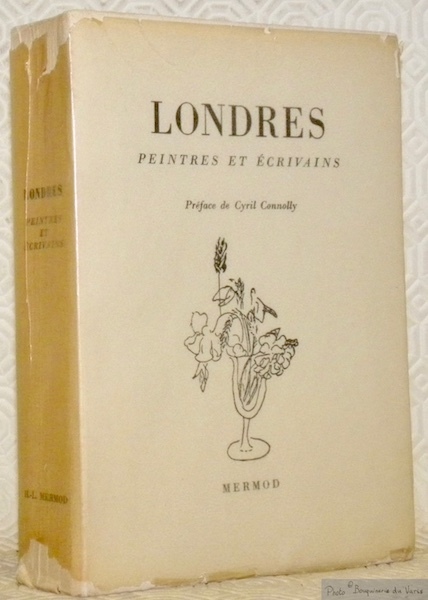 LONDRES
PEINTRES ET ÉCRIVAINS
Préface de Cyril Connolly
MERMOD
LONDRES
PEINTRES
ET
ÉCRIVAINS
H.-L. MERMOD
Photo © Bouquinerie du Varis